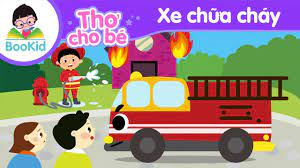 BooKid
Thơ
cho bé
Xe chữa cháy